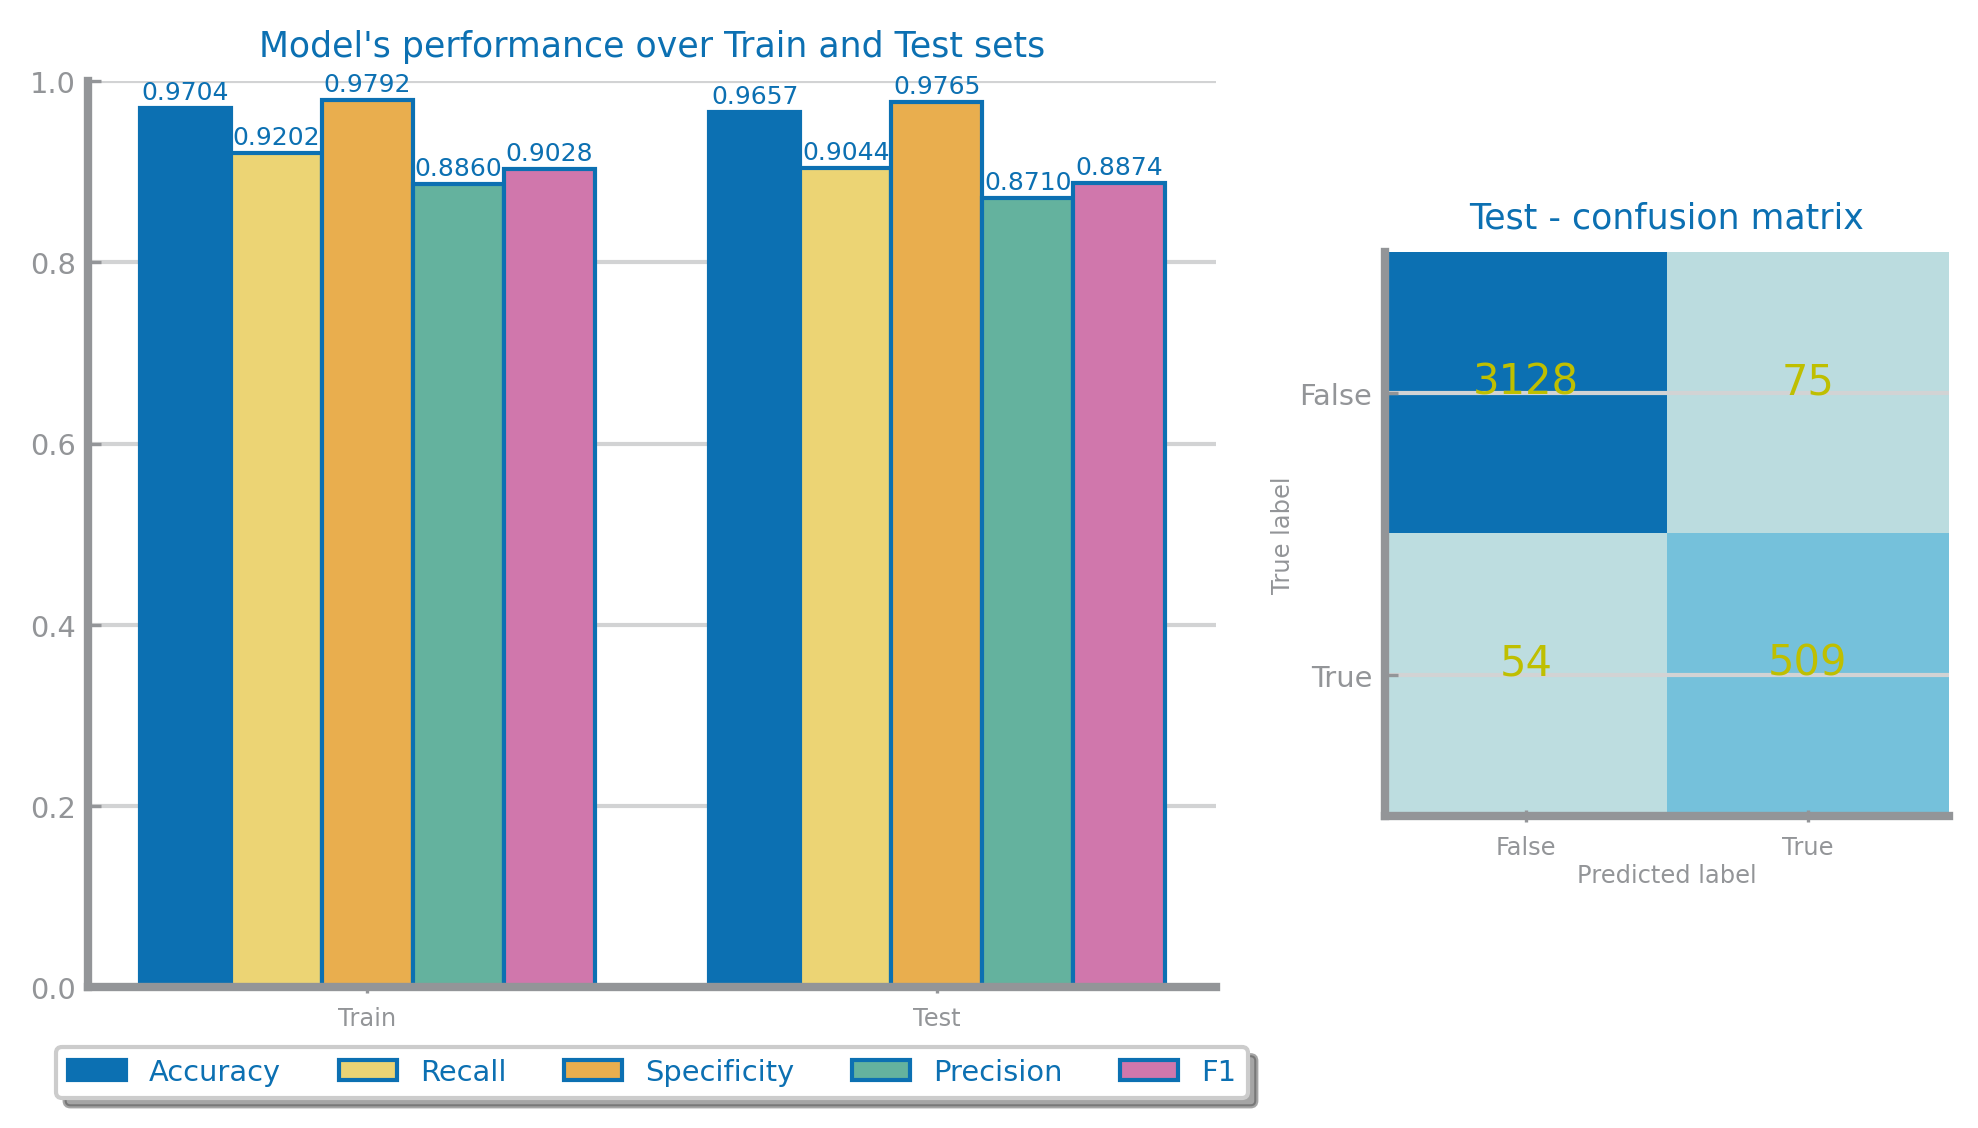 Model's performance over Train and Test sets
1.0
0.8
0.6
0.4
0.2
0.0
0.9704
0.9202
0.9792
0.8860
0.9028
0.9657
0.9044
0.9765
0.8710
0.8874
Train
Test
Accuracy Recall Specificity Precision F1
Test - confusion matrix
True label
False
True
3128 75
54 509
False True
Predicted label